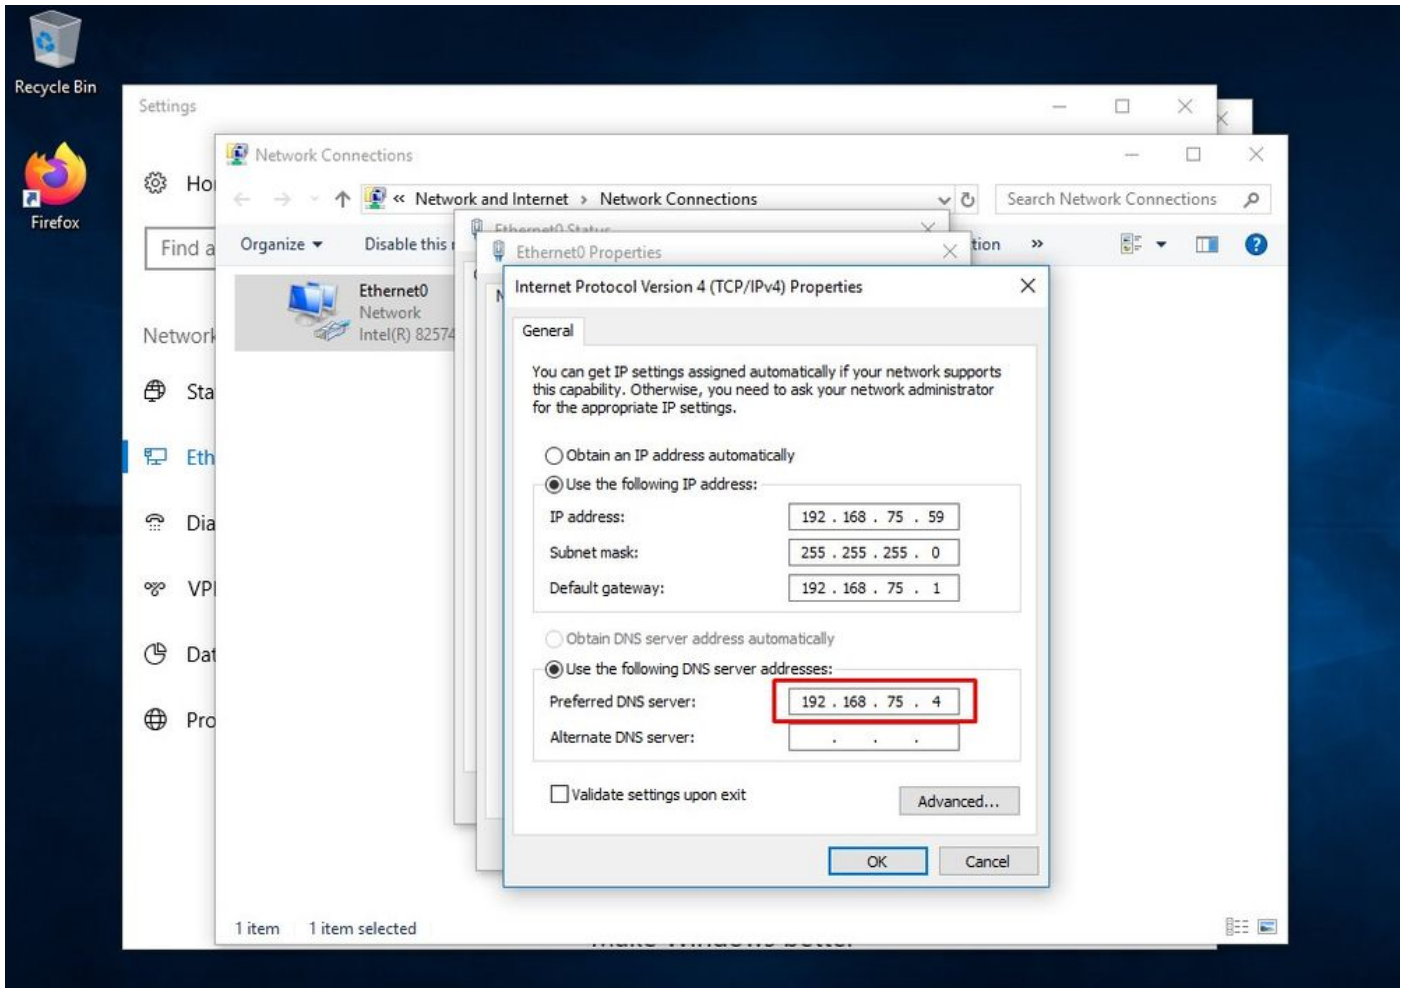 Recycle Bin
Firefox
Settings
Network Connections
« Network and Internet > Network Connections
Search Network Connections
Organize
Disable this
»
Ethernet0
Network
Intel(R) 82574
Ethernet0 Status
Ethernet0 Properties
Internet Protocol Version 4 (TCP/IPv4) Properties
General
You can get IP settings assigned automatically if your network supports
this capability. Otherwise, you need to ask your network administrator
for the appropriate IP settings.
Obtain an IP address automatically
Use the following IP address:
IP address: 192 . 168 . 75 . 59
Subnet mask: 255 . 255 . 255 . 0
Default gateway: 192 . 168 . 75 . 1
Obtain DNS server address automatically
Use the following DNS server addresses:
Preferred DNS server: 192 . 168 . 75 . 4
Alternate DNS server: . . .
Validate settings upon exit
Advanced...
OK
Cancel
1 item
1 item selected